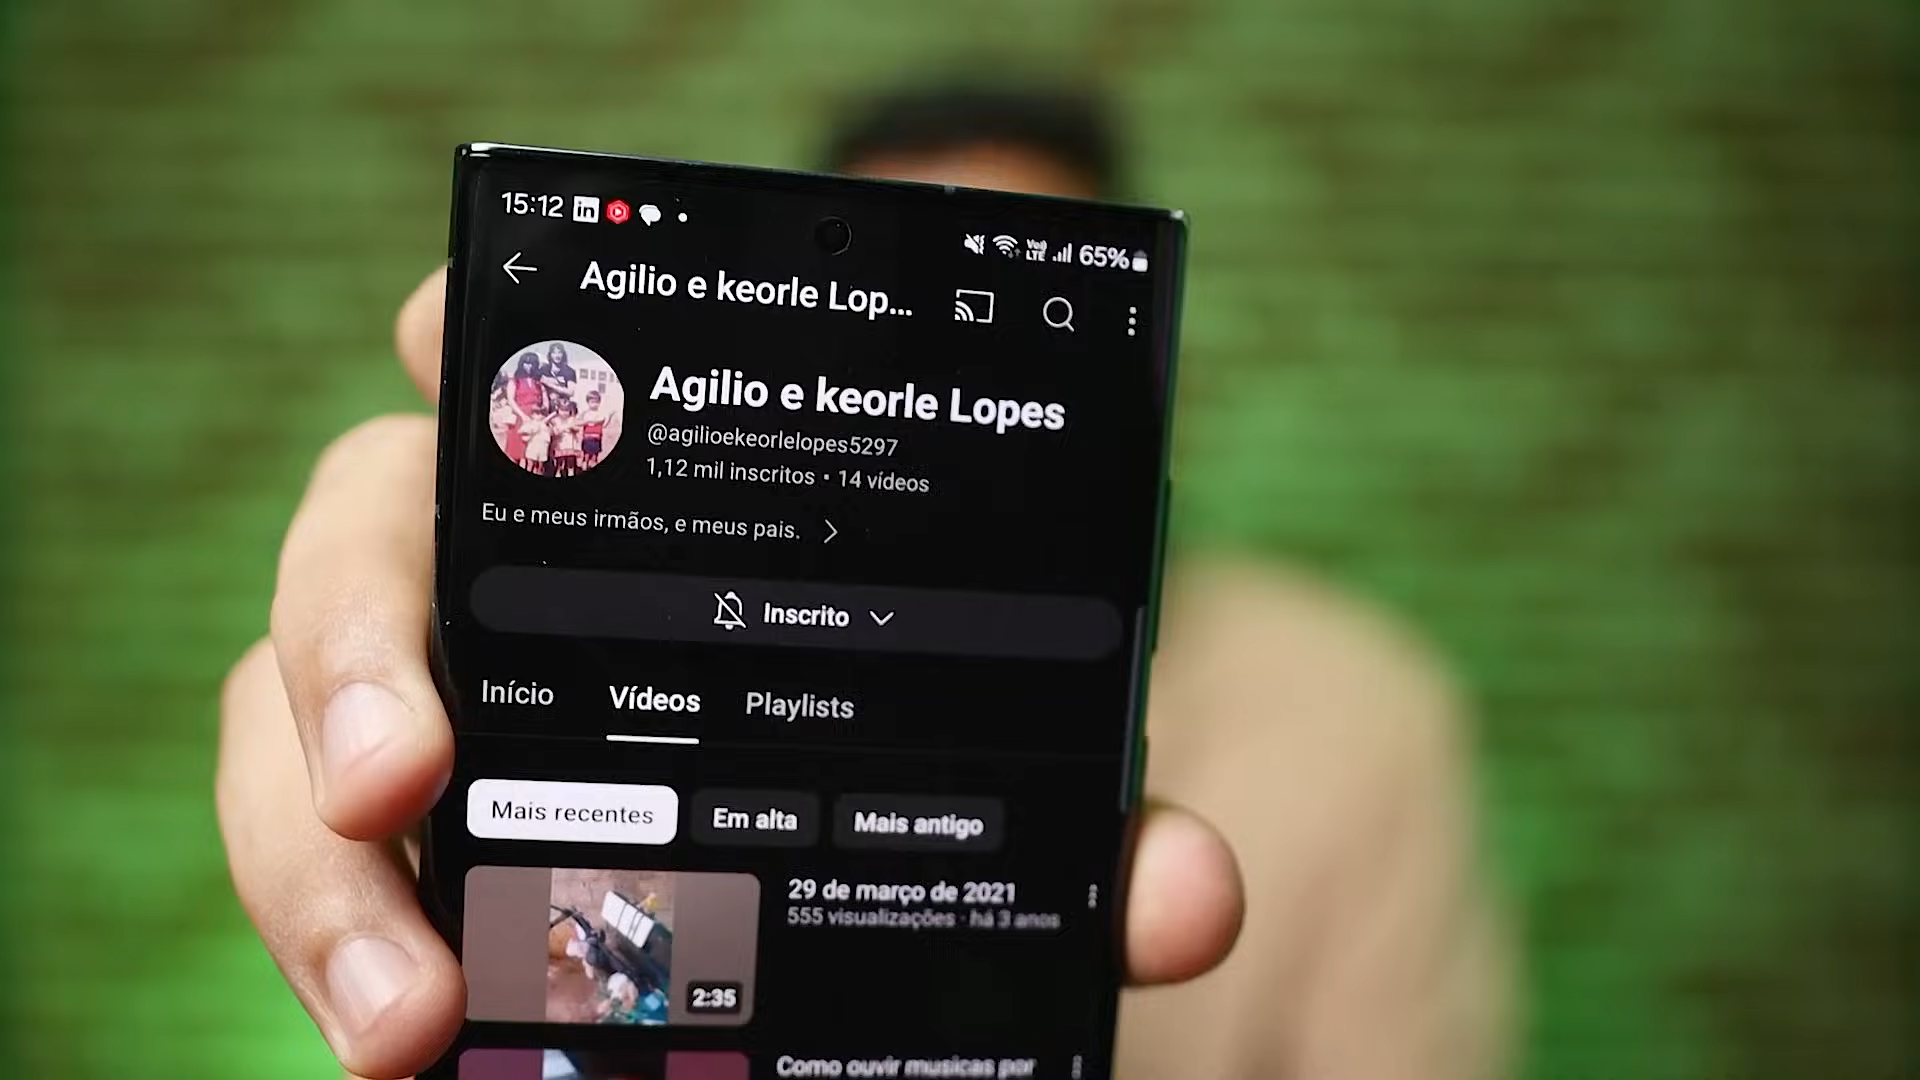 15:12
VoLTE 65%
Agilio e keorle Lop...
Agilio e keorle Lopes
@agilioekeorlelopes5297
1,12 mil inscritos • 14 vídeos
Eu e meus irmãos, e meus pais.
Inscrito
Início Vídeos Playlists
Mais recentes Em alta Mais antigo
29 de março de 2021
555 visualizações · há 3 anos
2:35
Como ouvir musicas por